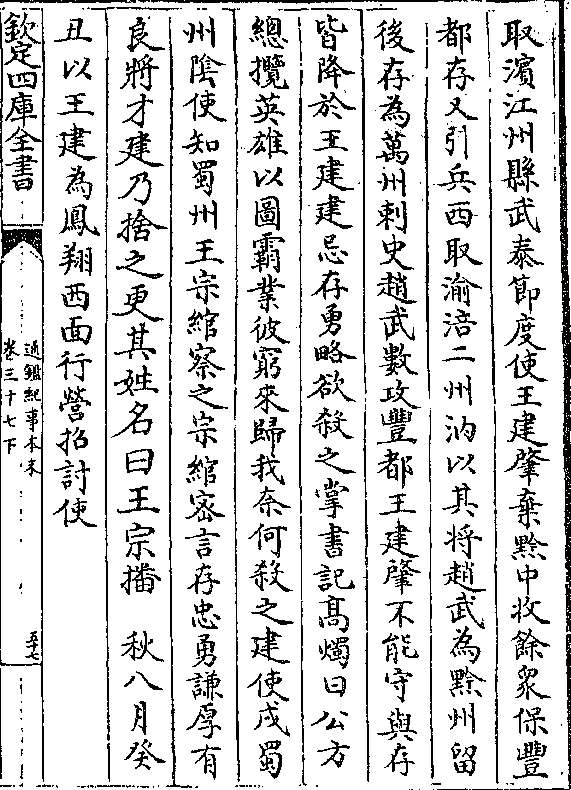 取濱江州縣武泰節度使王建肇棄黔中收餘衆保豐
都存又引兵西取渝涪二州汭以其将趙武為黔州留
後存為萬州刺史趙武數攻豐都王建肇不能守與存
皆降於王建建忌存勇略欲殺之掌書記髙燭曰公方
總攬英雄以圖霸業彼窮來歸我奈何殺之建使戍蜀
州隂使知蜀州王宗綰察之宗綰宻言存忠勇謙厚有
良將才建乃捨之更其姓名曰王宗播　秋八月癸
丑以王建為鳳翔西面行營招討使
欽定四庫全書
通鑑紀事本末
卷三十七下
五十七